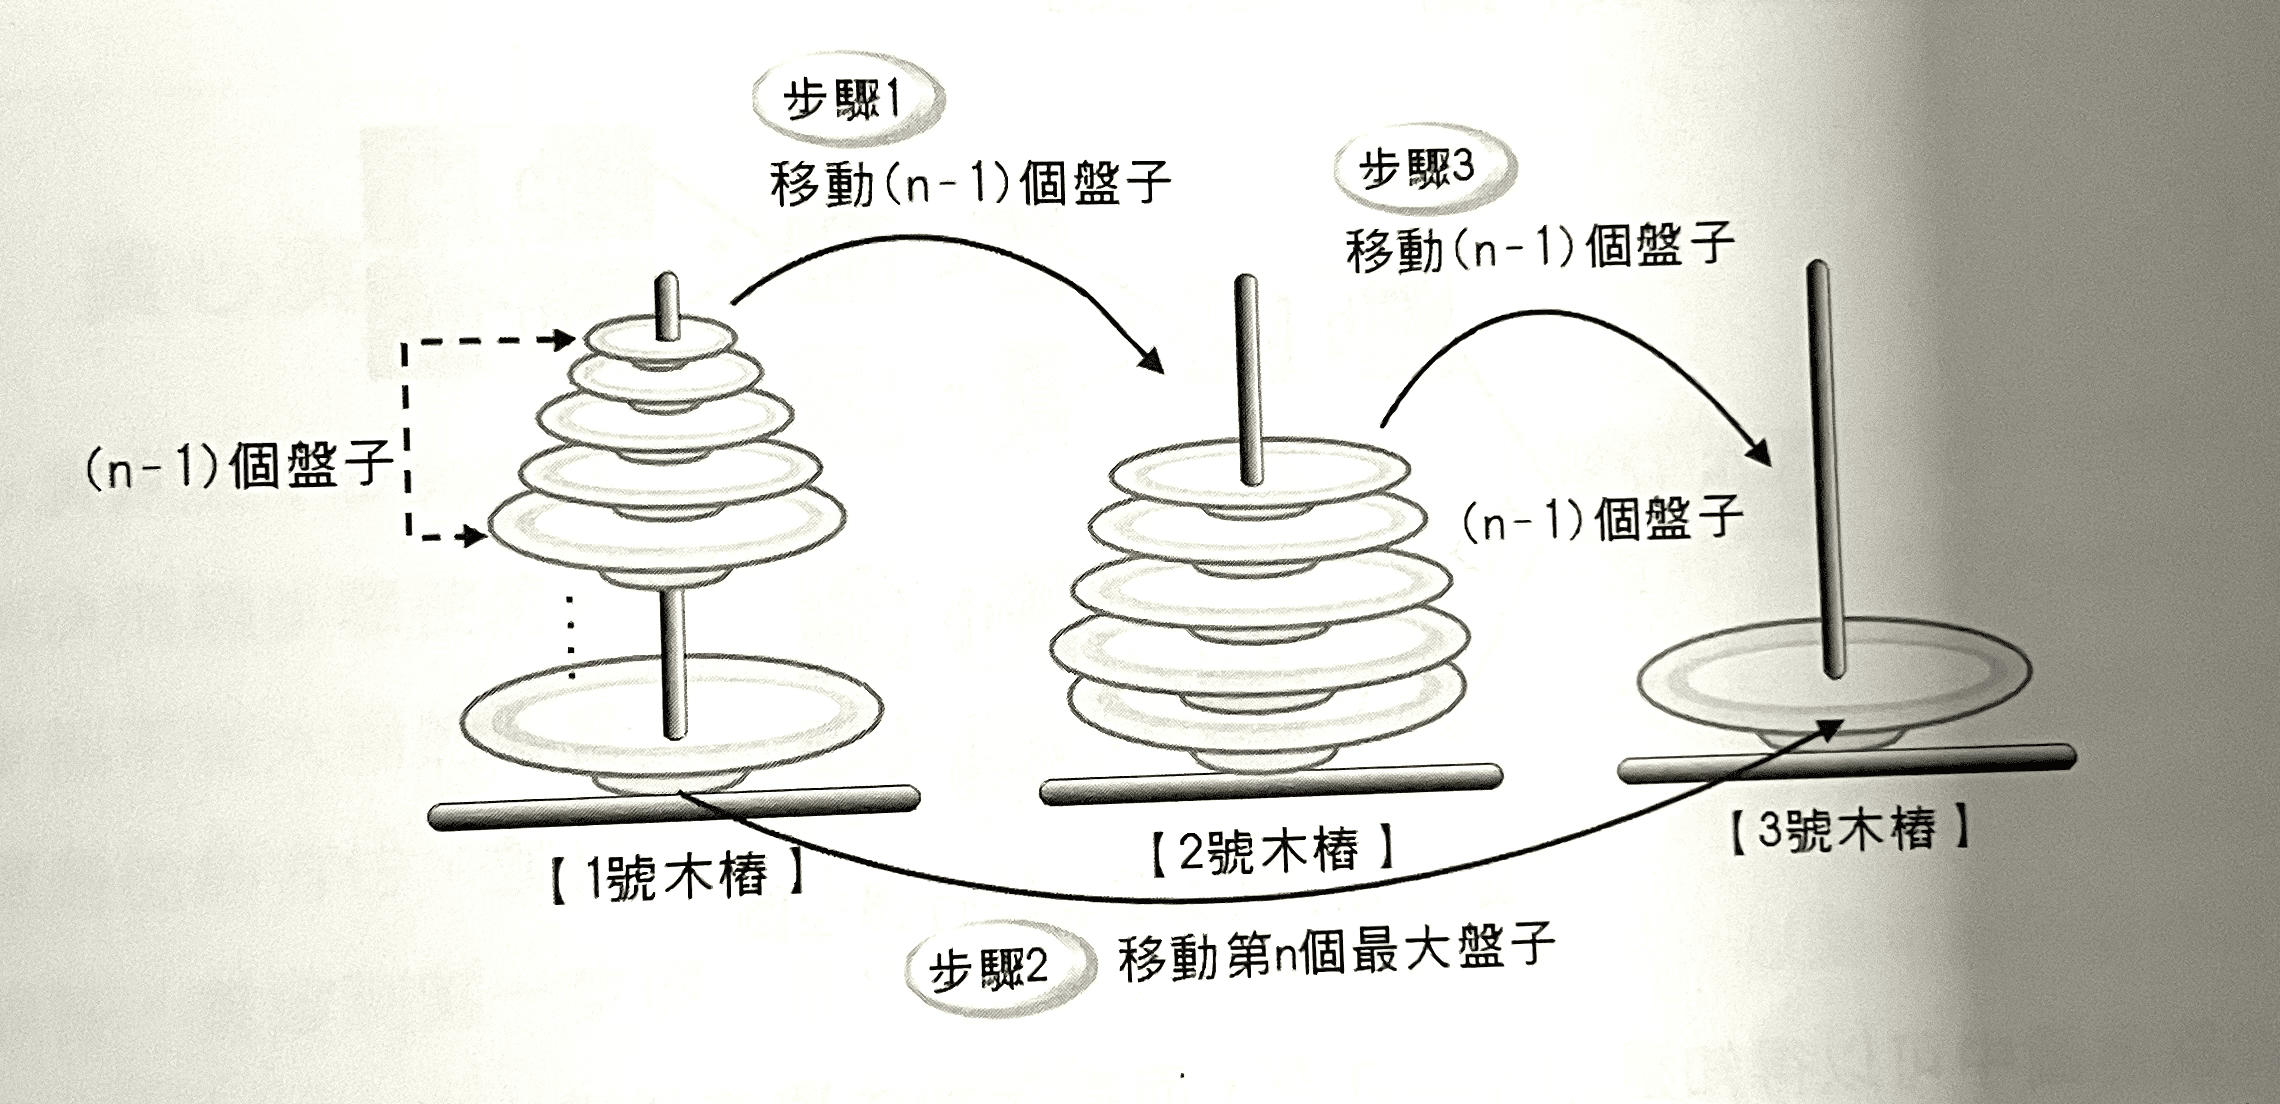 步驟1
移動(n-1)個盤子
步驟3
移動(n-1)個盤子
(n-1)個盤子
(n-1)個盤子
【1號木樁】
【2號木樁】
【3號木樁】
步驟2 移動第n個最大盤子